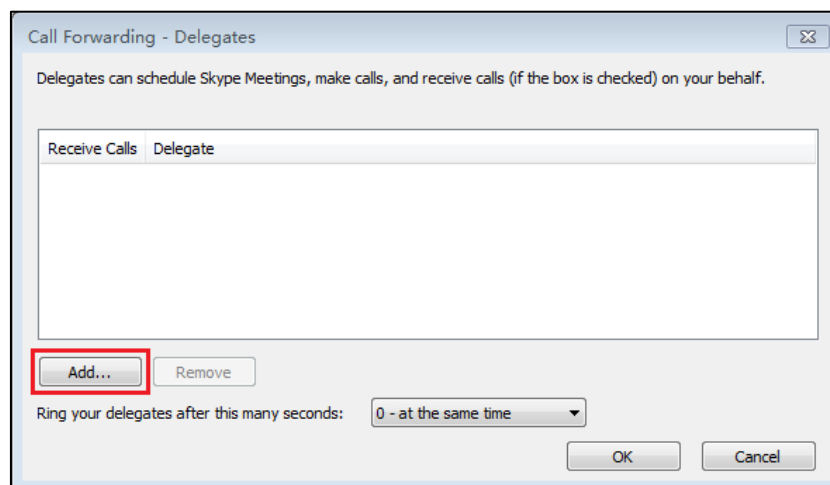 Call Forwarding - Delegates
Delegates can schedule Skype Meetings, make calls, and receive calls (if the box is checked) on your behalf.
Receive Calls Delegate
Add... Remove
Ring your delegates after this many seconds: 0 - at the same time
OK Cancel